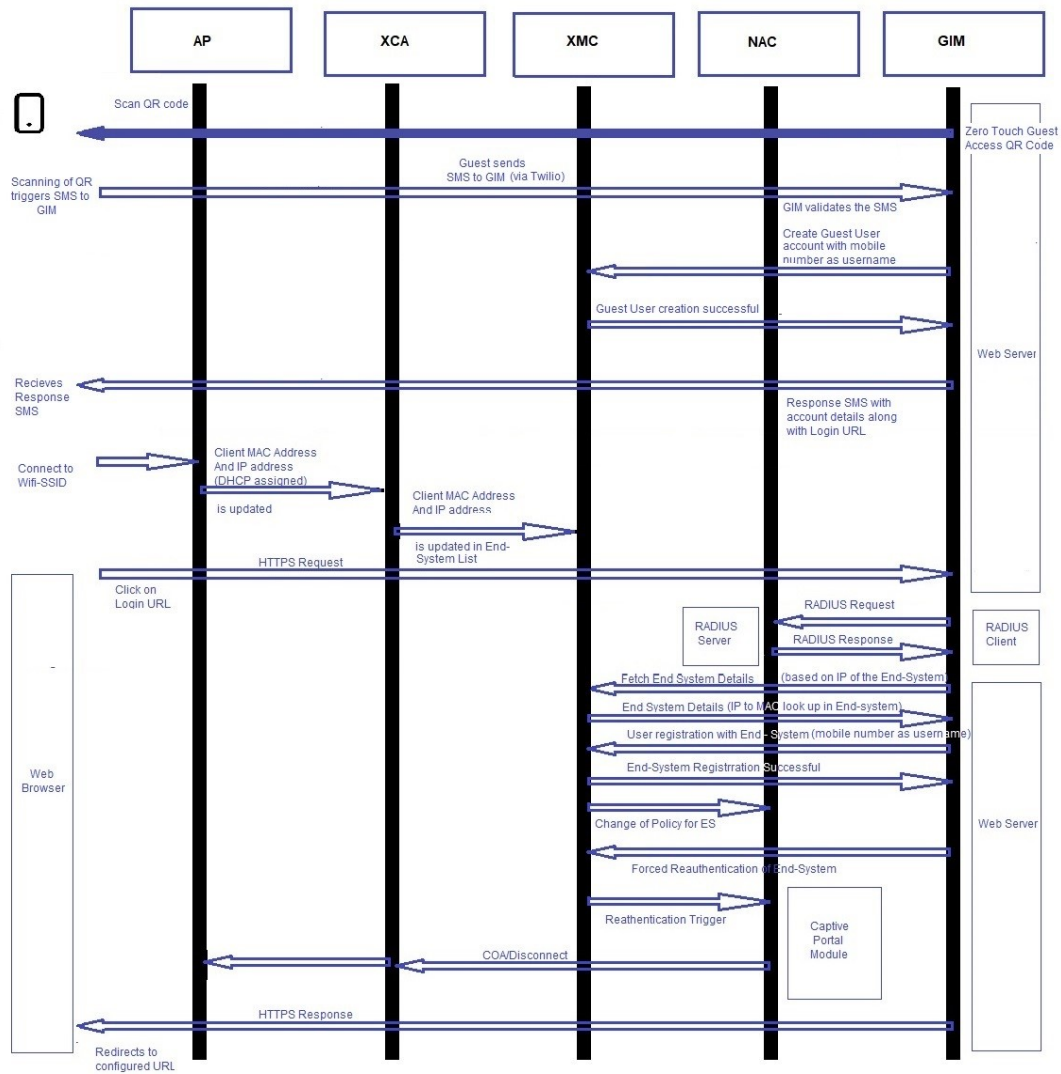 AP
XCA
XMC
NAC
GIM
Scan QR code
Zero Touch Guest
Access QR Code
Guest sends
SMS to GIM (via Twilio)
Scanning of QR
triggers SMS to
GIM
GIM validates the SMS
Create Guest User
account with mobile
number as username
Guest User creation successful
Web Server
Recieves
Response
SMS
Response SMS with
account details along
with Login URL
Connect to
Wifi-SSID
Client MAC Address
And IP address
(DHCP assigned)
is updated
Client MAC Address
And IP address
is updated in End-
System List
HTTPS Request
Click on
Login URL
RADIUS Request
RADIUS
Server
RADIUS Response
RADIUS
Client
Fetch End System Details (based on IP of the End-System)
End System Details (IP to MAC look up in End-system)
User registration with End - System (mobile number as username)
End-System Registrration Successful
Web
Browser
Change of Policy for ES
Web Server
Forced Reauthentication of End-System
Reathentication Trigger
Captive
Portal
Module
COA/Disconnect
HTTPS Response
Redirects to
configured URL